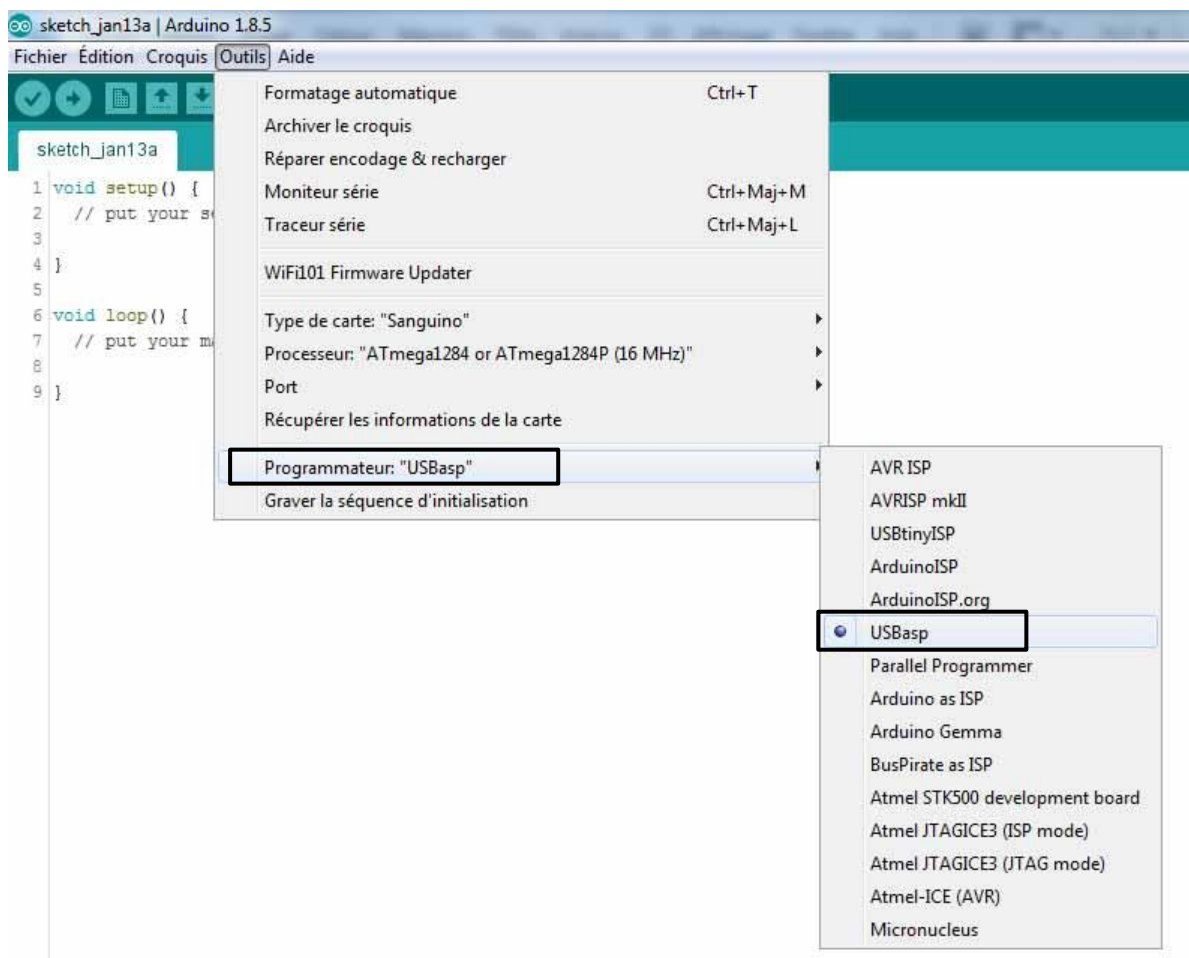 sketch_jan13a | Arduino 1.8.5
Fichier Édition Croquis Outils Aide
Formatage automatique Ctrl+T
Archiver le croquis
Réparer encodage & recharger
Moniteur série Ctrl+Maj+M
Traceur série Ctrl+Maj+L
WiFi101 Firmware Updater
Type de carte: "Sanguino"
Processeur: "ATmega1284 or ATmega1284P (16 MHz)"
Port
Récupérer les informations de la carte
Programmateur: "USBasp"
Graver la séquence d'initialisation
AVR ISP
AVRISP mkII
USBtinyISP
ArduinoISP
ArduinoISP.org
USBasp
Parallel Programmer
Arduino as ISP
Arduino Gemma
BusPirate as ISP
Atmel STK500 development board
Atmel JTAGICE3 (ISP mode)
Atmel JTAGICE3 (JTAG mode)
Atmel-ICE (AVR)
Micronucleus
sketch_jan13a
1 void setup() {
2 // put your
3
4 }
5
6 void loop() {
7 // put your
8
9 }